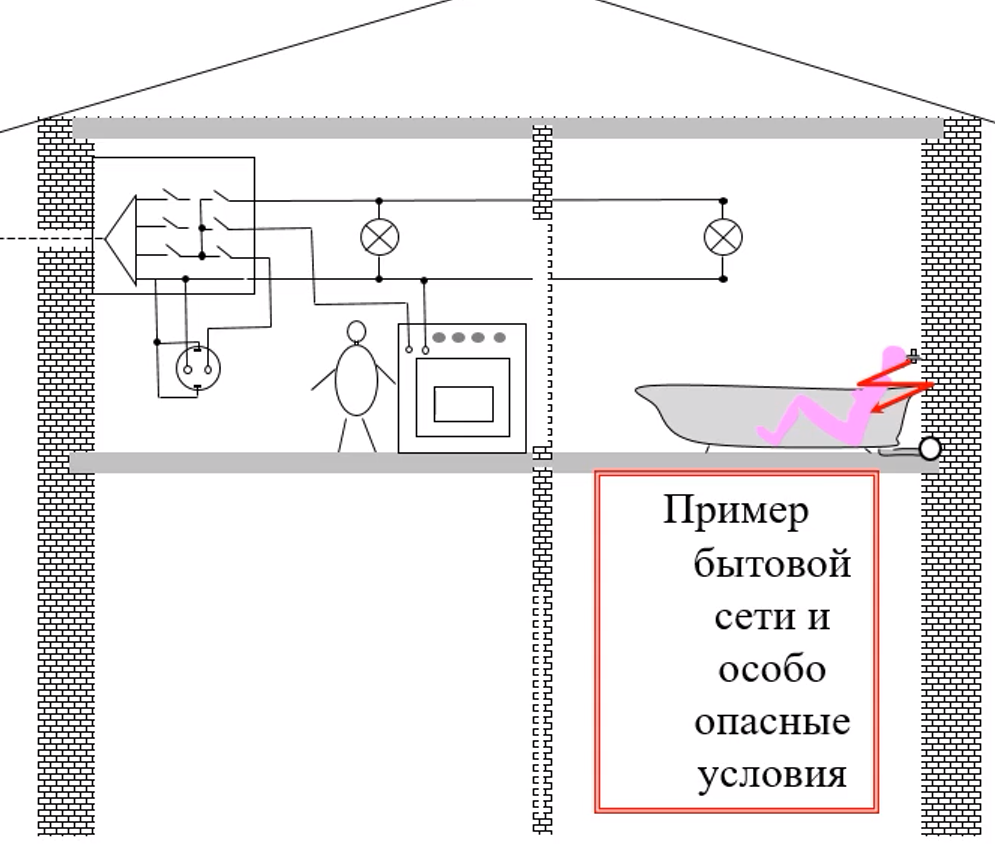 Пример
бытовой
сети и
особо
опасные
условия